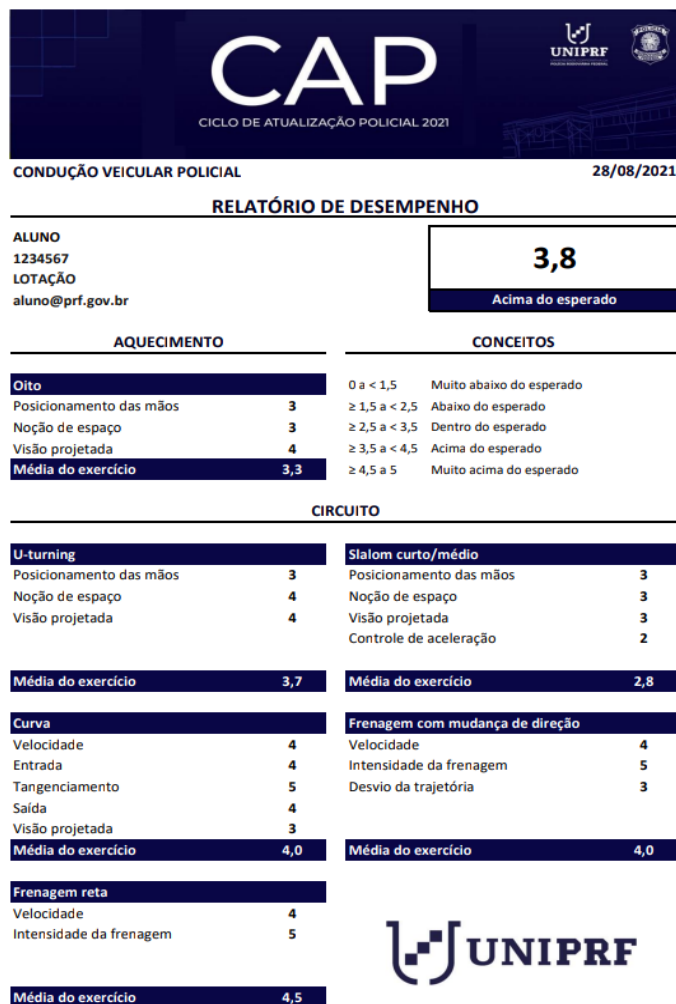 CAP
CICLO DE ATUALIZAÇÃO POLICIAL 2021
UNIPRF
CONDUÇÃO VEICULAR POLICIAL 28/08/2021
RELATÓRIO DE DESEMPENHO
ALUNO
1234567
LOTAÇÃO
aluno@prf.gov.br
3,8
Acima do esperado
AQUECIMENTO
Oito
Posicionamento das mãos 3
Noção de espaço 3
Visão projetada 4
Média do exercício 3,3
CONCEITOS
0 a < 1,5 Muito abaixo do esperado
≥ 1,5 a < 2,5 Abaixo do esperado
≥ 2,5 a < 3,5 Dentro do esperado
≥ 3,5 a < 4,5 Acima do esperado
≥ 4,5 a 5 Muito acima do esperado
CIRCUITO
U-turning
Posicionamento das mãos 3
Noção de espaço 4
Visão projetada 4
Média do exercício 3,7
Slalom curto/médio
Posicionamento das mãos 3
Noção de espaço 3
Visão projetada 3
Controle de aceleração 2
Média do exercício 2,8
Curva
Velocidade 4
Entrada 4
Tangenciamento 5
Saída 4
Visão projetada 3
Média do exercício 4,0
Frenagem com mudança de direção
Velocidade 4
Intensidade da frenagem 5
Desvio da trajetória 3
Média do exercício 4,0
Frenagem reta
Velocidade 4
Intensidade da frenagem 5
Média do exercício 4,5
UNIPRF